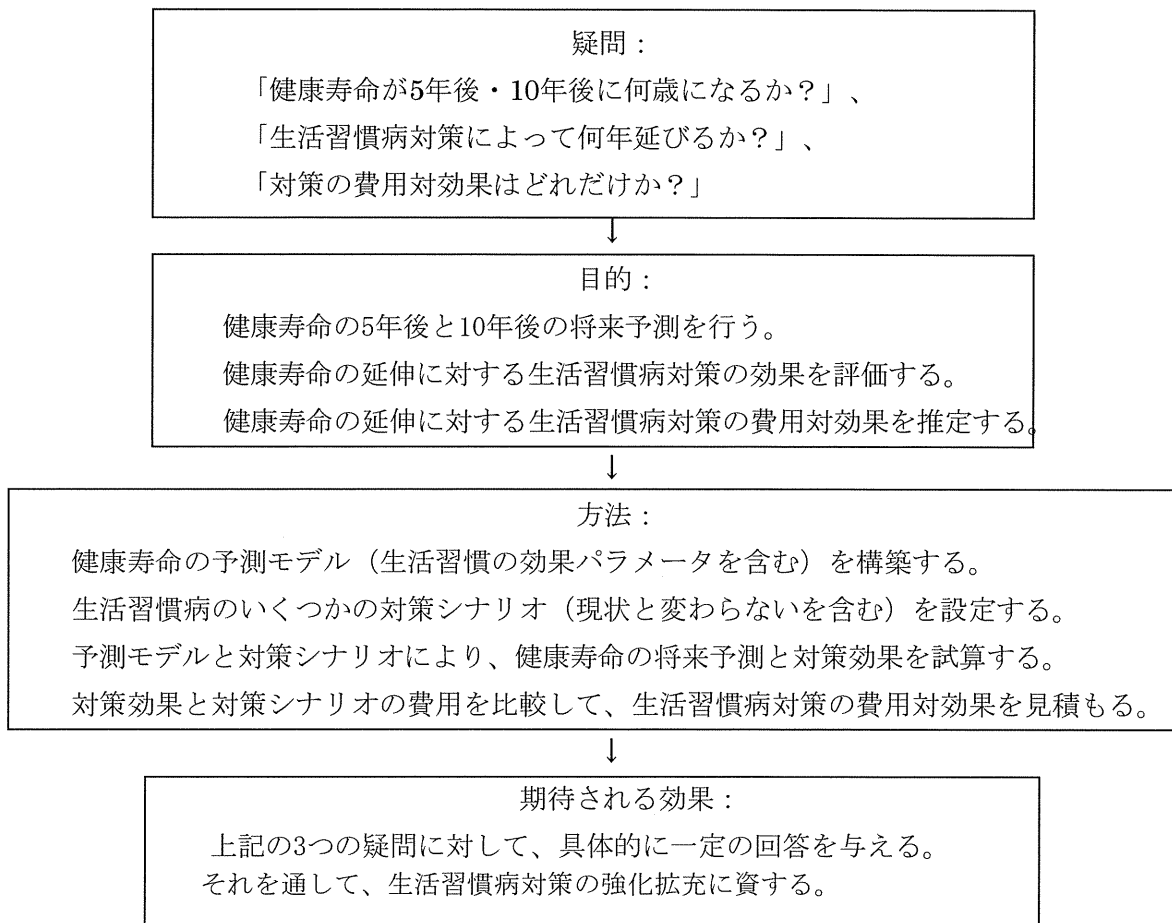 疑問：
「健康寿命が5年後・10年後に何歳になるか？」、
「生活習慣病対策によって何年延びるか？」、
「対策の費用対効果はどれだけか？」
↓
目的：
健康寿命の5年後と10年後の将来予測を行う。
健康寿命の延伸に対する生活習慣病対策の効果を評価する。
健康寿命の延伸に対する生活習慣病対策の費用対効果を推定する。
↓
方法：
健康寿命の予測モデル（生活習慣の効果パラメータを含む）を構築する。
生活習慣病のいくつかの対策シナリオ（現状と変わらないを含む）を設定する。
予測モデルと対策シナリオにより、健康寿命の将来予測と対策効果を試算する。
対策効果と対策シナリオの費用を比較して、生活習慣病対策の費用対効果を見積もる。
↓
期待される効果：
上記の3つの疑問に対して、具体的に一定の回答を与える。
それを通して、生活習慣病対策の強化拡充に資する。